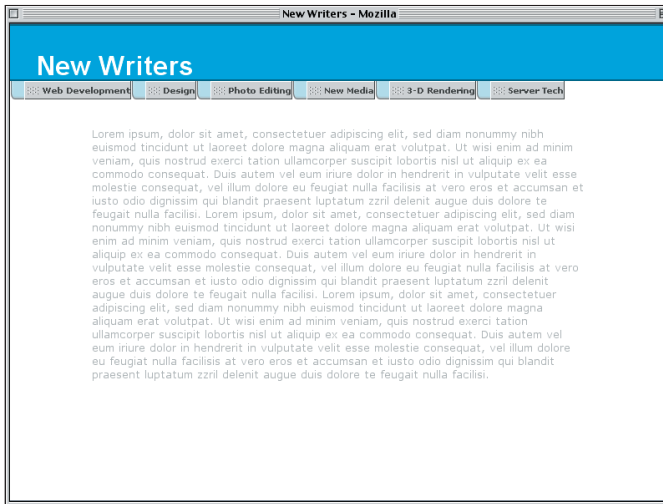 New Writers - Mozilla
New Writers
Web Development Design Photo Editing New Media 3-D Rendering Server Tech
Lorem ipsum, dolor sit amet, consectetuer adipiscing elit, sed diam nonummy nibh
euismod tincidunt ut laoreet dolore magna aliquam erat volutpat. Ut wisi enim ad minim
veniam, quis nostrud exerci tation ullamcorper suscipit lobortis nisl ut aliquip ex ea
commodo consequat. Duis autem vel eum iriure dolor in hendrerit in vulputate velit esse
molestie consequat, vel illum dolore eu feugiat nulla facilisis at vero eros et accumsan et
iusto odio dignissim qui blandit praesent luptatum zzril delenit augue duis dolore te
feugait nulla facilisi. Lorem ipsum, dolor sit amet, consectetuer adipiscing elit, sed diam
nonummy nibh euismod tincidunt ut laoreet dolore magna aliquam erat volutpat. Ut wisi
enim ad minim veniam, quis nostrud exerci tation ullamcorper suscipit lobortis nisl ut
aliquip ex ea commodo consequat. Duis autem vel eum iriure dolor in hendrerit in
vulputate velit esse molestie consequat, vel illum dolore eu feugiat nulla facilisis at vero
eros et accumsan et iusto odio dignissim qui blandit praesent luptatum zzril delenit
augue duis dolore te feugait nulla facilisi. Lorem ipsum, dolor sit amet, consectetuer
adipiscing elit, sed diam nonummy nibh euismod tincidunt ut laoreet dolore magna
aliquam erat volutpat. Ut wisi enim ad minim veniam, quis nostrud exerci tation
ullamcorper suscipit lobortis nisl ut aliquip ex ea commodo consequat. Duis autem vel
eum iriure dolor in hendrerit in vulputate velit esse molestie consequat, vel illum dolore
eu feugiat nulla facilisis at vero eros et accumsan et iusto odio dignissim qui blandit
praesent luptatum zzril delenit augue duis dolore te feugait nulla facilisi.